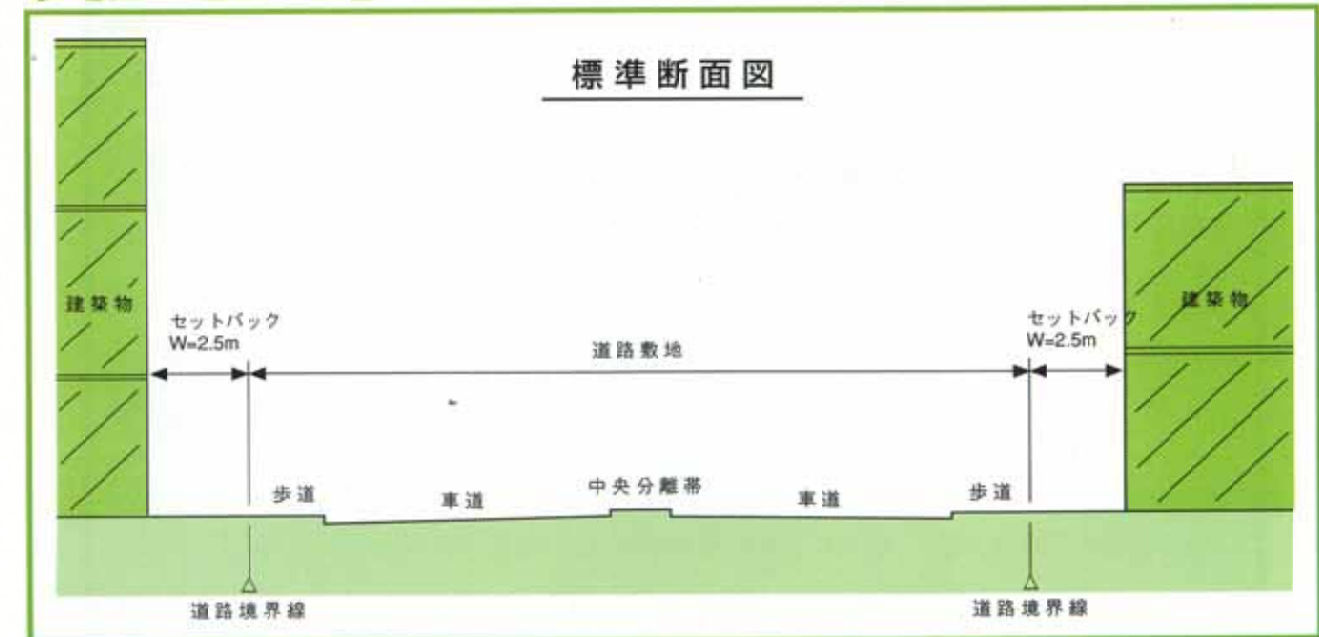 標準断面図
建築物
セットバック
W=2.5m
道路敷地
セットバック
W=2.5m
建築物
歩道
車道
中央分離帯
車道
歩道
道路境界線
道路境界線